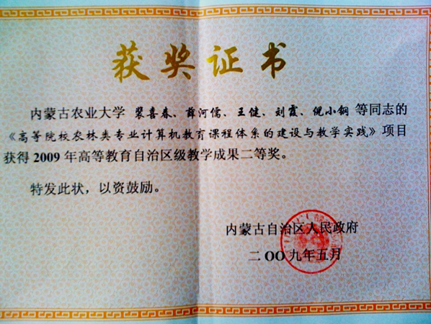 获奖证书
内蒙古农业大学 裴喜春、薛河儒、王健、刘霞、倪小钢 等同志的
《高等院校农林类专业计算机教育课程体系的建设与教学实践》项目
获得2009年高等教育自治区级教学成果二等奖。
特发此状，以资鼓励。
内蒙古自治区人民政府
二〇〇九年五月